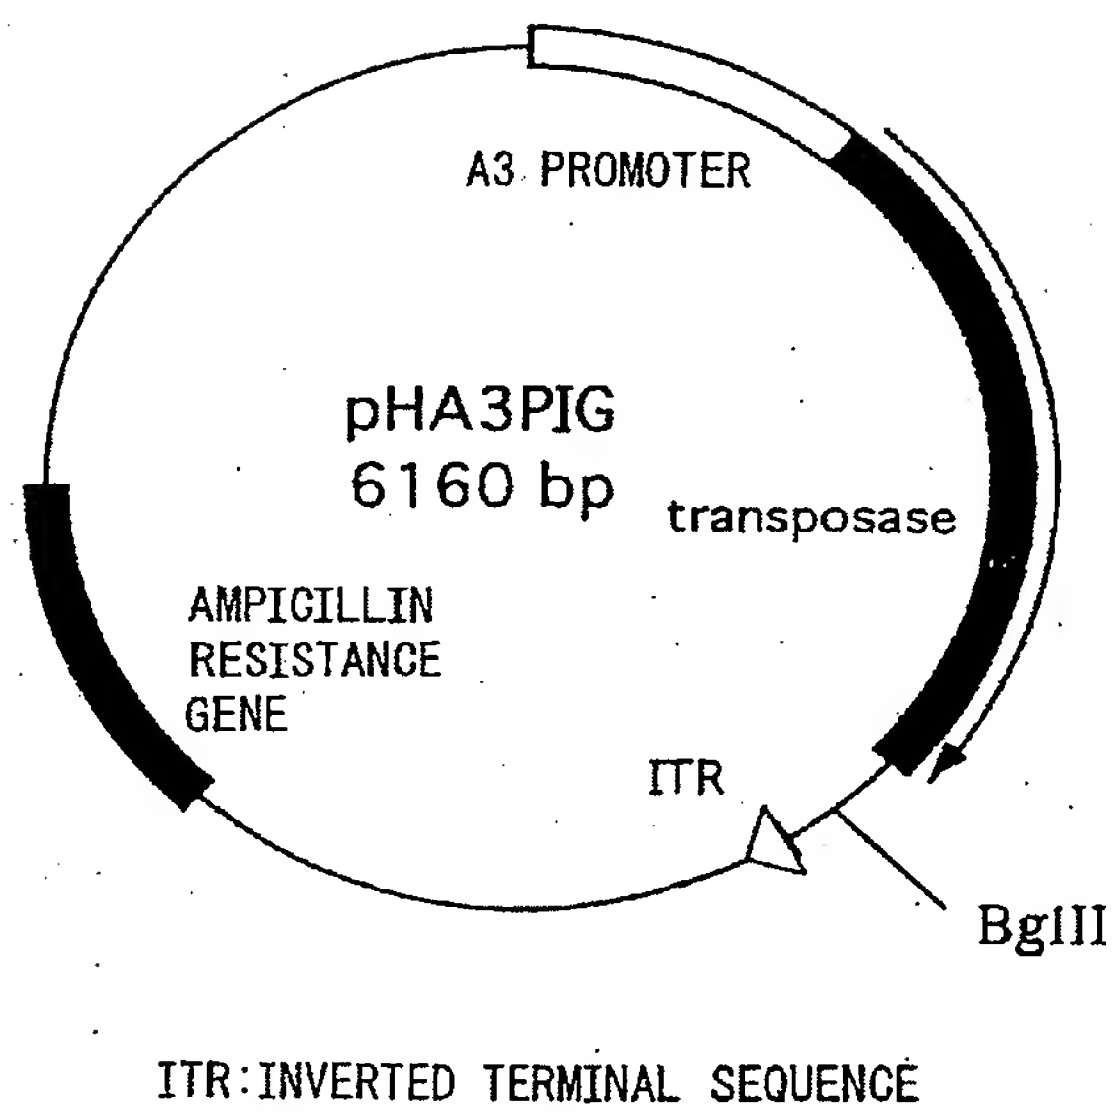 A3 PROMOTER
pHA3PIG
6160 bp
transposase
AMPICILLIN
RESISTANCE
GENE
ITR
BglII
ITR:INVERTED TERMINAL SEQUENCE